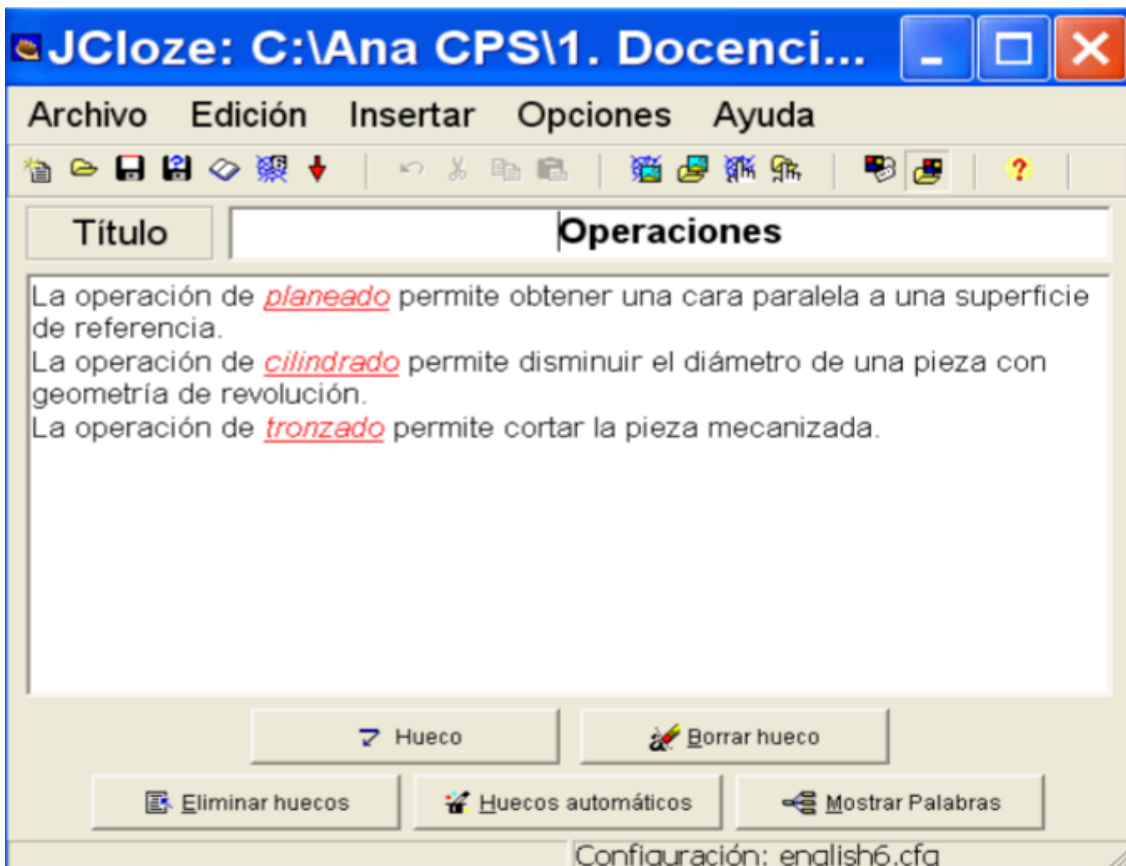 JCloze: C:\Ana CPS\1. Docenci...
Archivo Edición Insertar Opciones Ayuda
Título Operaciones
La operación de planeado permite obtener una cara paralela a una superficie
de referencia.
La operación de cilindrado permite disminuir el diámetro de una pieza con
geometría de revolución.
La operación de tronzado permite cortar la pieza mecanizada.
Hueco Borrar hueco
Eliminar huecos Huecos automáticos Mostrar Palabras
Configuración: english6.cfg